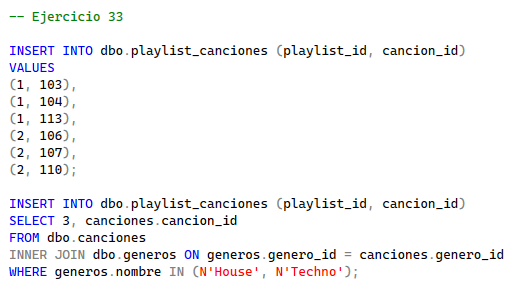 -- Ejercicio 33
INSERT INTO dbo.playlist_canciones (playlist_id, cancion_id)
VALUES
(1, 103),
(1, 104),
(1, 113),
(2, 106),
(2, 107),
(2, 110);
INSERT INTO dbo.playlist_canciones (playlist_id, cancion_id)
SELECT 3, canciones.cancion_id
FROM dbo.canciones
INNER JOIN dbo.generos ON generos.genero_id = canciones.genero_id
WHERE generos.nombre IN (N'House', N'Techno');